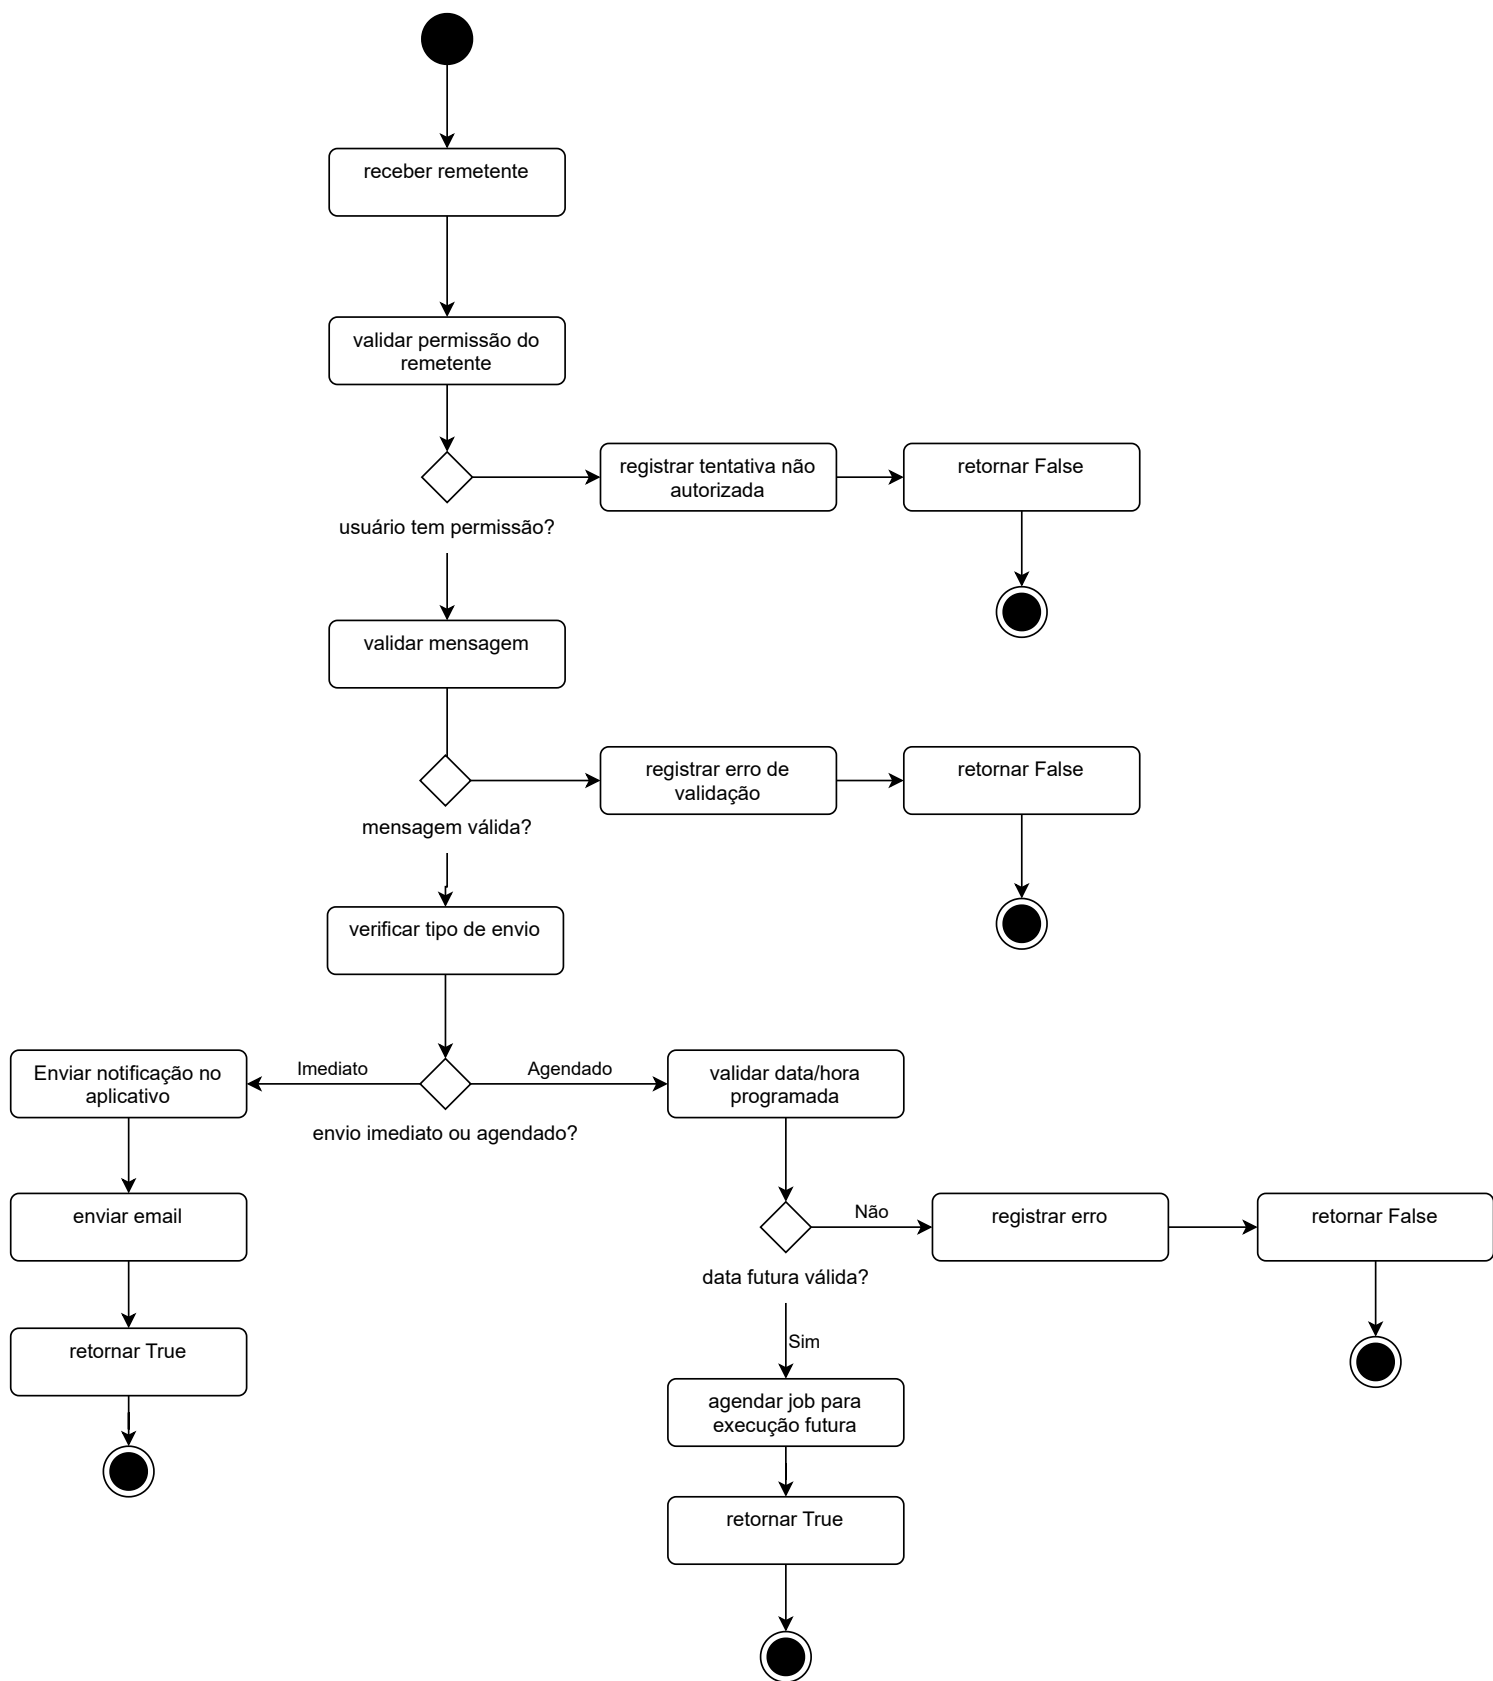 receber remetente
validar permissão do
remetente
registrar tentativa não
autorizada
retornar False
usuário tem permissão?
validar mensagem
registrar erro de
validação
retornar False
mensagem válida?
verificar tipo de envio
Enviar notificação no
aplicativo
Imediato
Agendado
validar data/hora
programada
envio imediato ou agendado?
enviar email
Não
registrar erro
retornar False
data futura válida?
retornar True
Sim
agendar job para
execução futura
retornar True